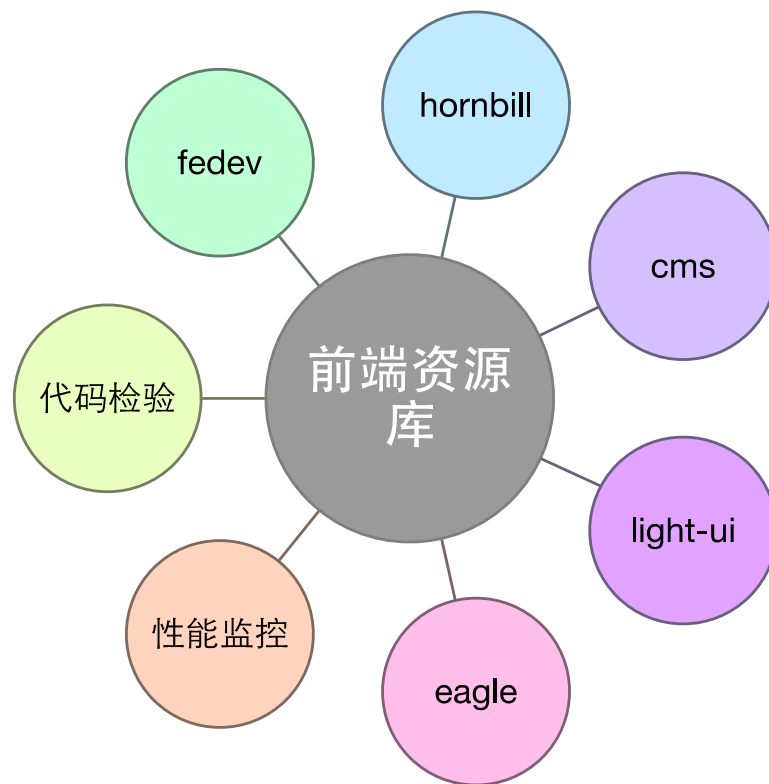 hornbill
fedev
cms
前端资源
库
代码检验
light-ui
性能监控
eagle